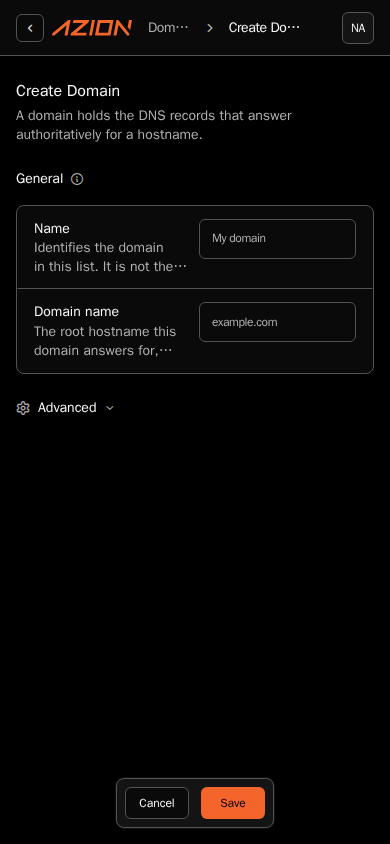 AZION
Dom···
Create Do···
NA
Create Domain
A domain holds the DNS records that answer
authoritatively for a hostname.
General
Name
Identifies the domain
in this list. It is not the···
My domain
Domain name
The root hostname this
domain answers for,···
example.com
Advanced
Cancel
Save